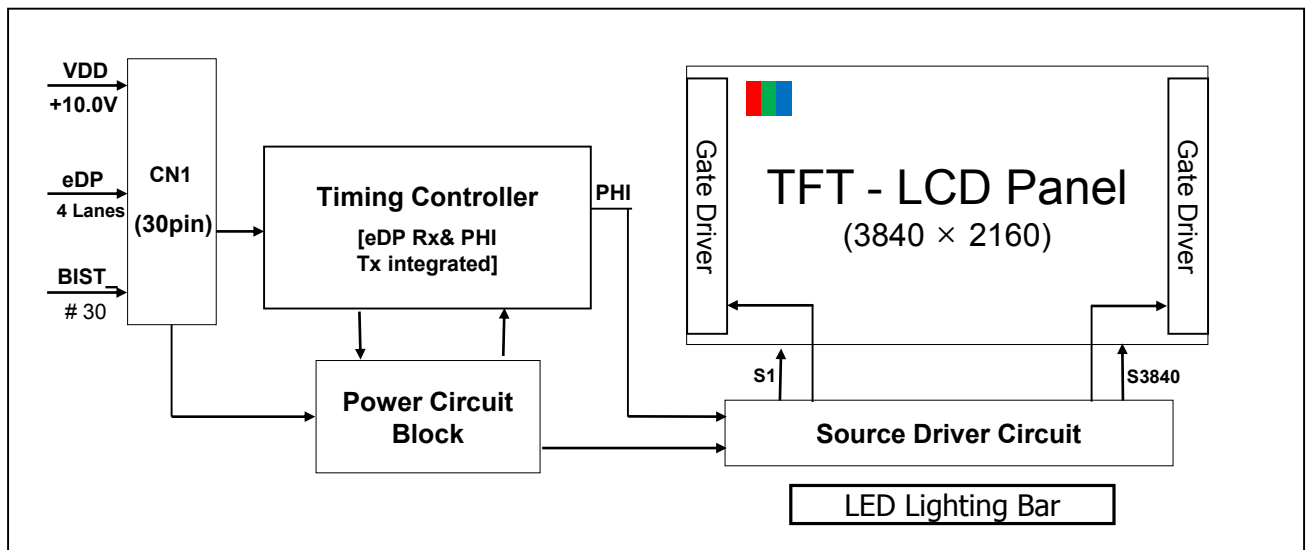 VDD
+10.0V
eDP
4 Lanes
BIST_
# 30
CN1
(30pin)
Timing Controller
[eDP Rx& PHI
Tx integrated]
PHI
Power Circuit
Block
Gate Driver
TFT - LCD Panel
(3840 × 2160)
Gate Driver
S1
S3840
Source Driver Circuit
LED Lighting Bar